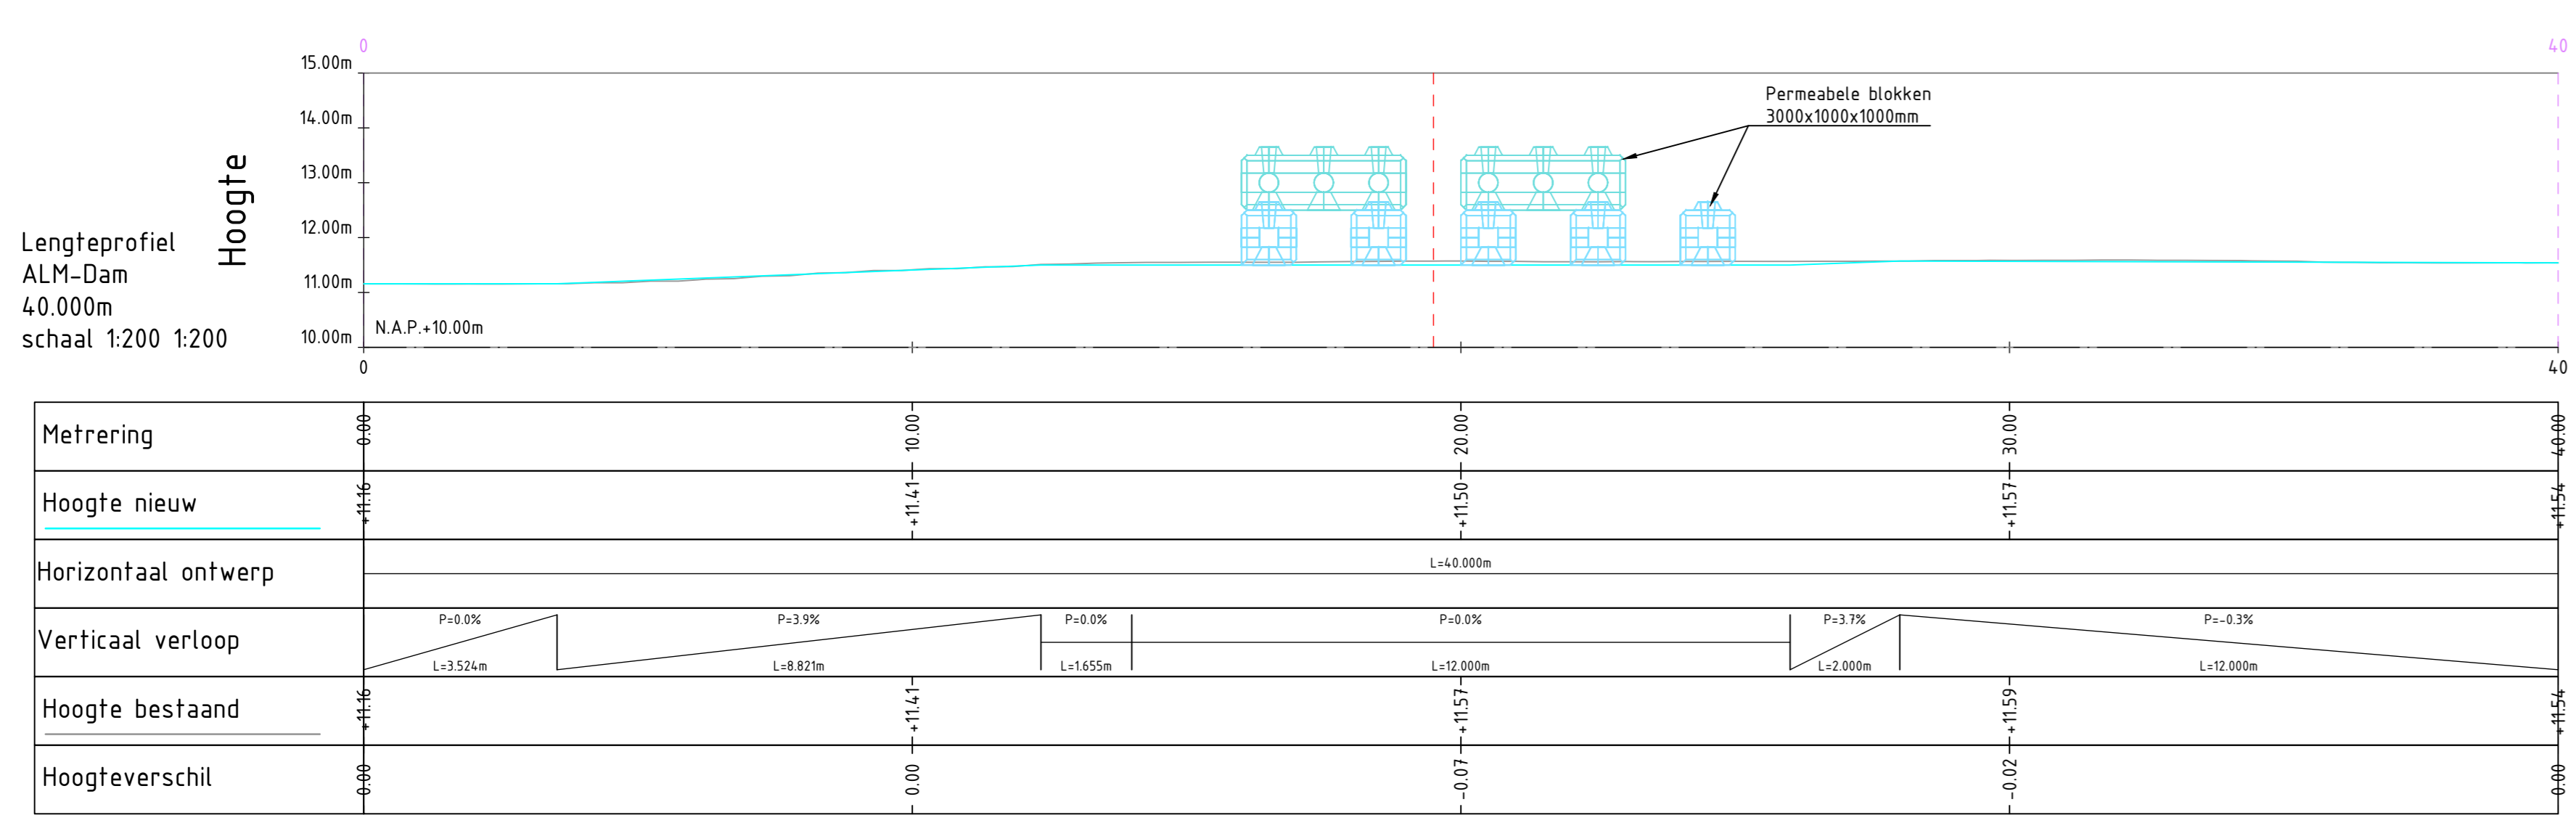 0
40
15.00m
14.00m
13.00m
12.00m
11.00m
10.00m
Hoogte
Lengteprofiel
ALM-Dam
40.000m
schaal 1:200 1:200
N.A.P.+10.00m
Permeabele blokken
3000x1000x1000mm
0
40
Metrering
0.00
10.00
20.00
30.00
40.00
Hoogte nieuw
+11.16
+11.41
+11.50
+11.57
+11.54
Horizontaal ontwerp
L=40.000m
Verticaal verloop
P=0.0%
P=3.9%
P=0.0%
P=0.0%
P=3.7%
P=-0.3%
L=3.524m
L=8.821m
L=1.655m
L=12.000m
L=2.000m
L=12.000m
Hoogte bestaand
+11.16
+11.41
+11.57
+11.59
+11.54
Hoogteverschil
0.00
0.00
-0.07
-0.02
0.00